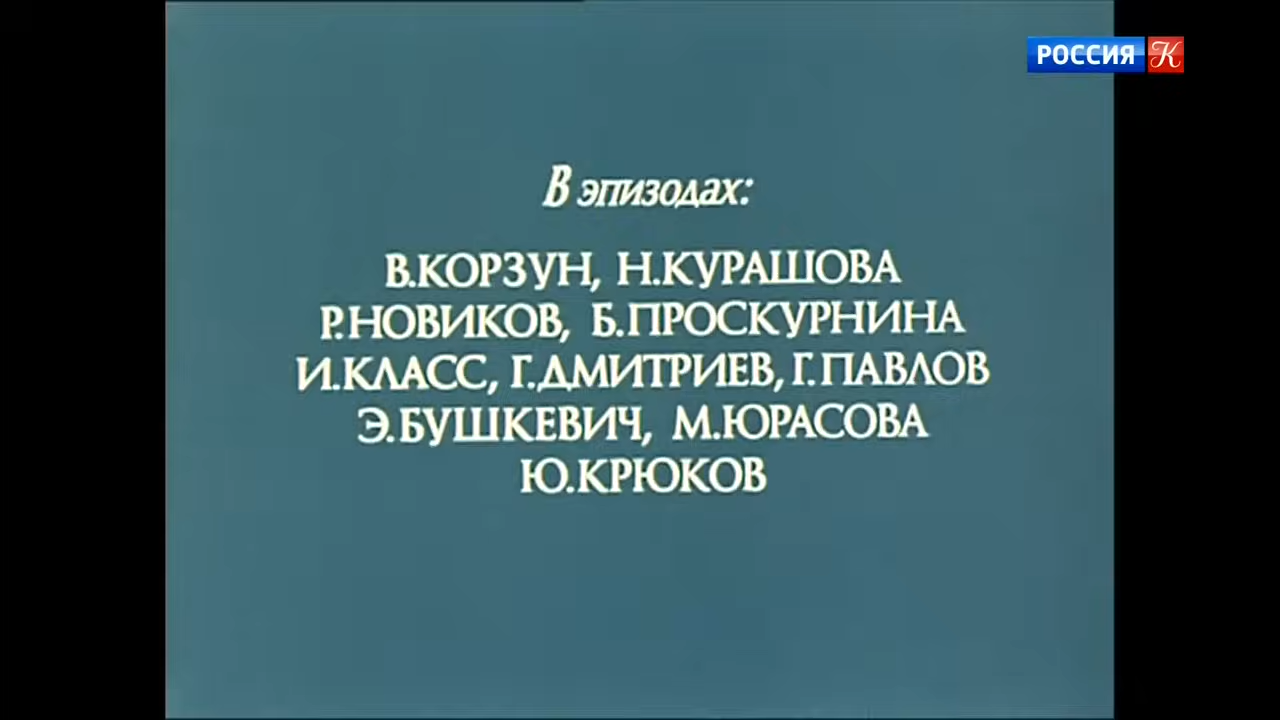 РОССИЯ К
В эпизодах:
В.КОРЗУН, Н.КУРАШОВА
Р.НОВИКОВ, Б.ПРОСКУРНИНА
И.КЛАСС, Г.ДМИТРИЕВ, Г.ПАВЛОВ
Э.БУШКЕВИЧ, М.ЮРАСОВА
Ю.КРЮКОВ